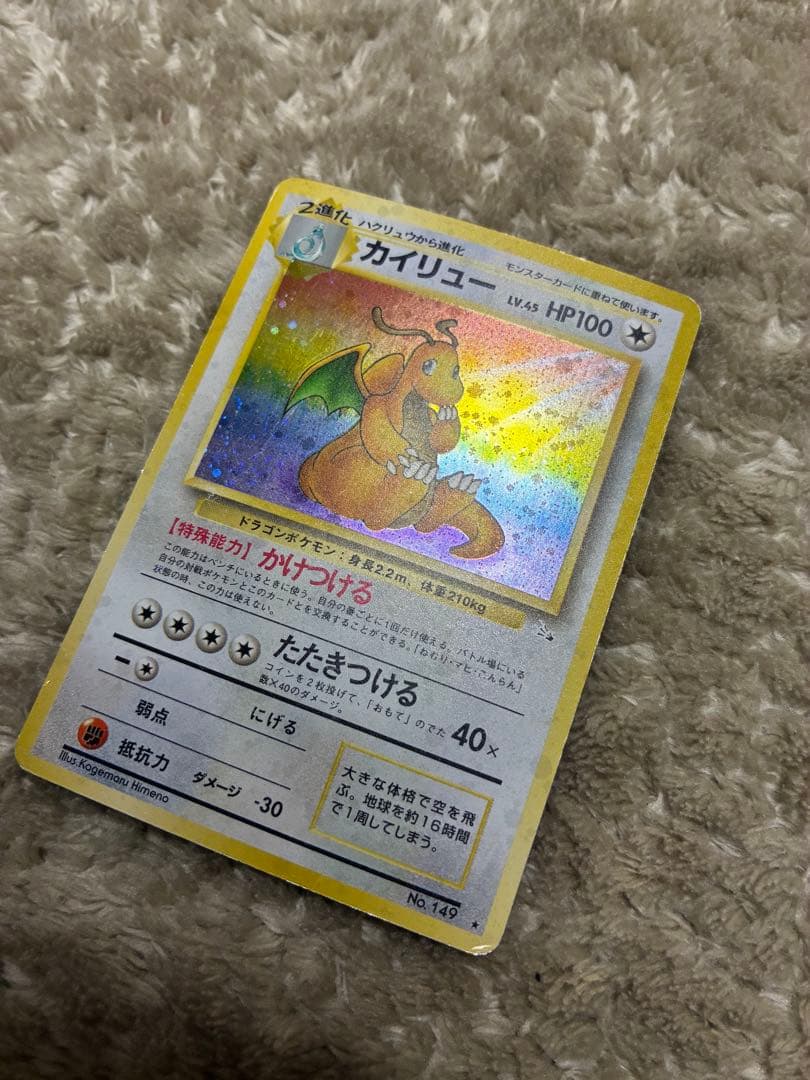 2進化 ハクリュウから進化
モンスターカードに重ねて使います。
カイリュー LV.45 HP100
ドラゴンポケモン:身長2.2m、体重210kg
【特殊能力】かけつける
この能力はベンチにいるときに使う。自分の番ごとに1回だけ使える。バトル場にいる
自分の対戦ポケモンとこのカードとを交換することができる。「ねむり・マヒ・こんらん」
状態の時、この力は使えない。
たたきつける
コインを2枚投げて、「おもて」のでた
数×40のダメージ。
40×
弱点 にげる
抵抗力 ダメージ -30
大きな体格で空を飛
ぶ。地球を約16時間
で1周してしまう。
Illus.Kagemaru Himeno
No.149